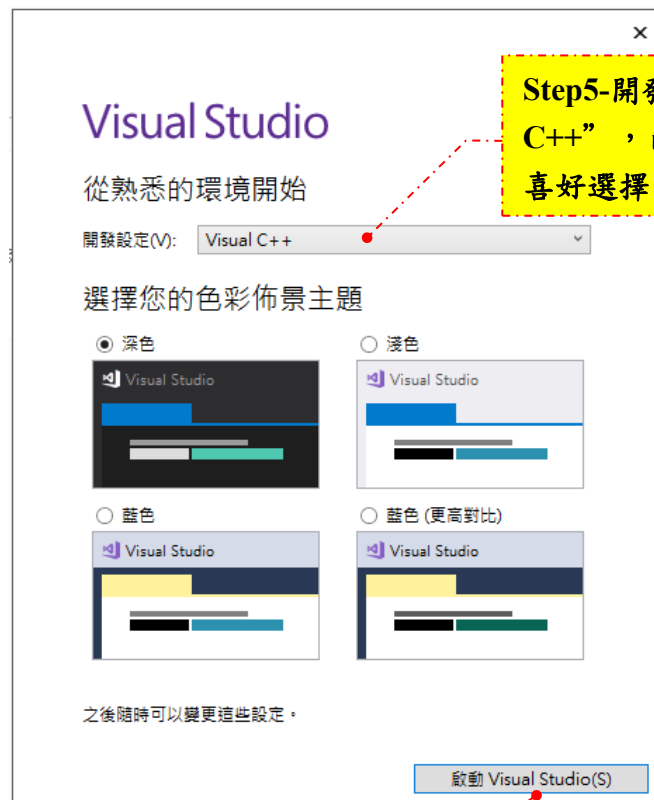 Visual Studio
Step5-開發
C++” ，
喜好選擇
從熟悉的環境開始
開發設定(V): Visual C++
選擇您的色彩佈景主題
深色
淺色
Visual Studio
Visual Studio
藍色
藍色 (更高對比)
Visual Studio
Visual Studio
之後隨時可以變更這些設定。
啟動 Visual Studio(S)